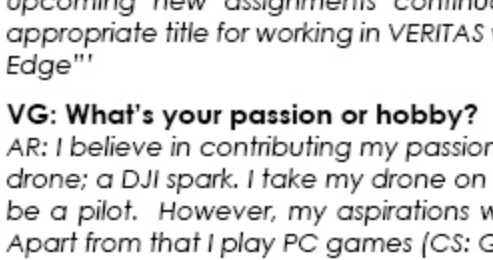 upcoming new assignments
appropriate title for working in VERITAS
Edge”’
VG: What's your passion or hobby?
AR: I believe in contributing my
drone; a DJI spark. I take my drone on
be a pilot. However, my aspirations
Apart from that I play PC games (CS: